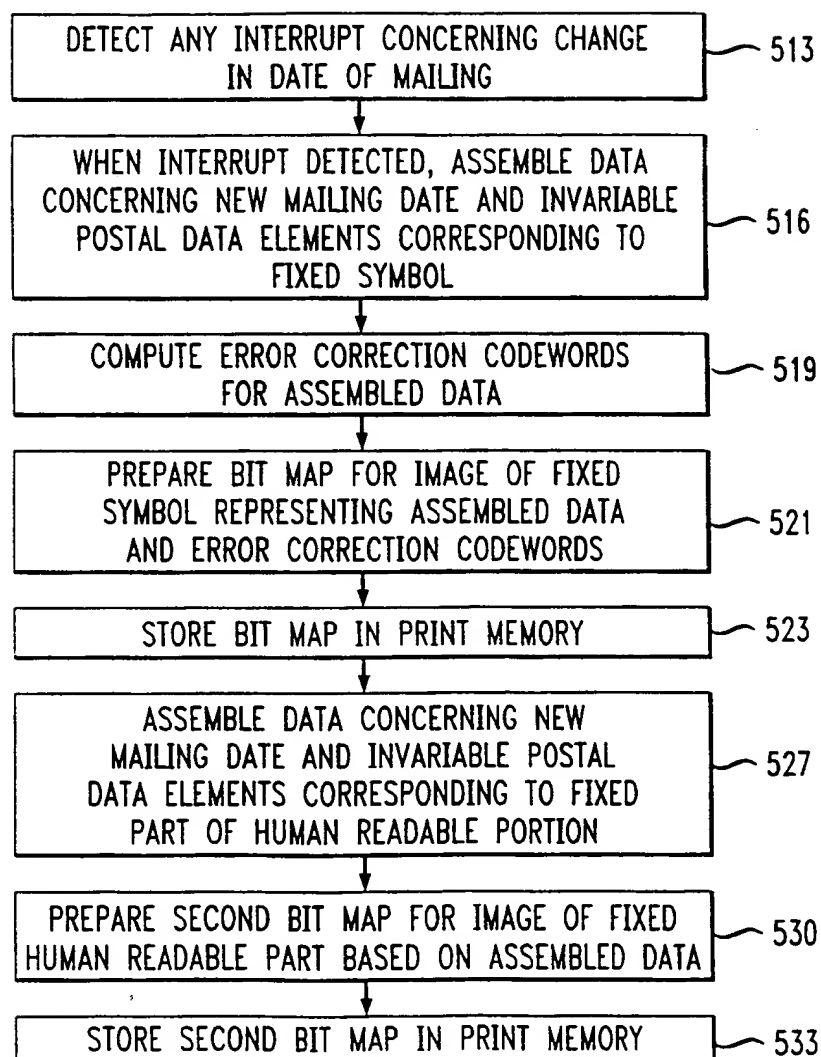 DETECT ANY INTERRUPT CONCERNING CHANGE
IN DATE OF MAILING
513
WHEN INTERRUPT DETECTED, ASSEMBLE DATA
CONCERNING NEW MAILING DATE AND INVARIABLE
POSTAL DATA ELEMENTS CORRESPONDING TO
FIXED SYMBOL
516
COMPUTE ERROR CORRECTION CODEWORDS
FOR ASSEMBLED DATA
519
PREPARE BIT MAP FOR IMAGE OF FIXED
SYMBOL REPRESENTING ASSEMBLED DATA
AND ERROR CORRECTION CODEWORDS
521
STORE BIT MAP IN PRINT MEMORY
523
ASSEMBLE DATA CONCERNING NEW
MAILING DATE AND INVARIABLE POSTAL
DATA ELEMENTS CORRESPONDING TO FIXED
PART OF HUMAN READABLE PORTION
527
PREPARE SECOND BIT MAP FOR IMAGE OF FIXED
HUMAN READABLE PART BASED ON ASSEMBLED DATA
530
STORE SECOND BIT MAP IN PRINT MEMORY
533